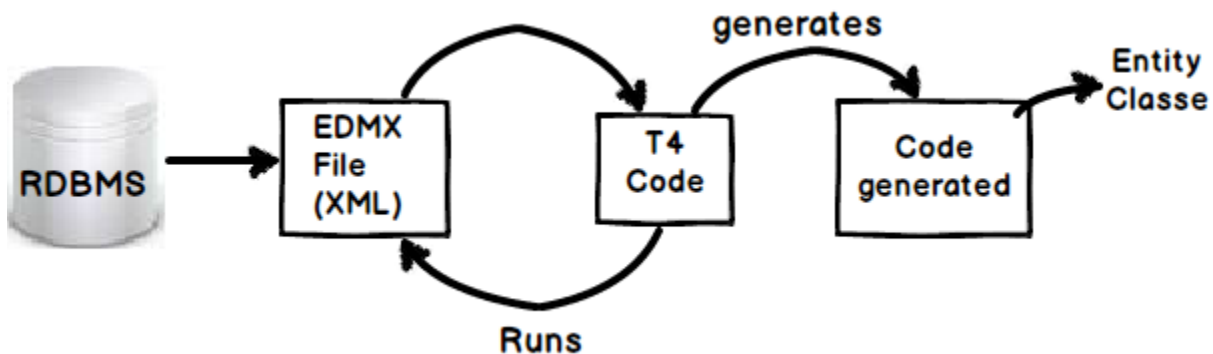 RDBMS
EDMX
File
(XML)
Runs
T4
Code
generates
Code
generated
Entity
Classe